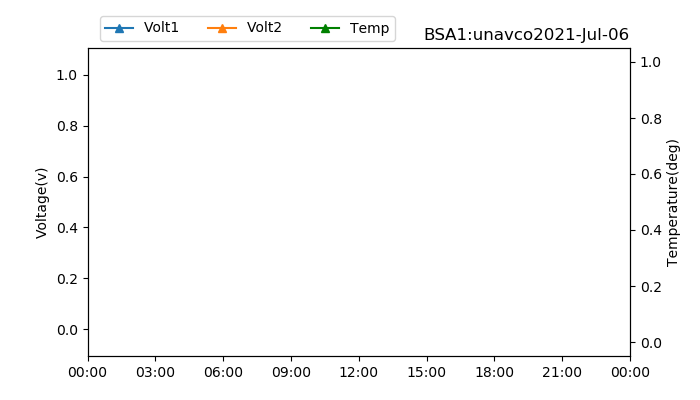 Volt1 Volt2 Temp
BSA1:unavco2021-Jul-06
1.0
0.8
0.6
0.4
0.2
0.0
Voltage(v)
1.0
0.8
0.6
0.4
0.2
0.0
Temperature(deg)
00:00 03:00 06:00 09:00 12:00 15:00 18:00 21:00 00:00